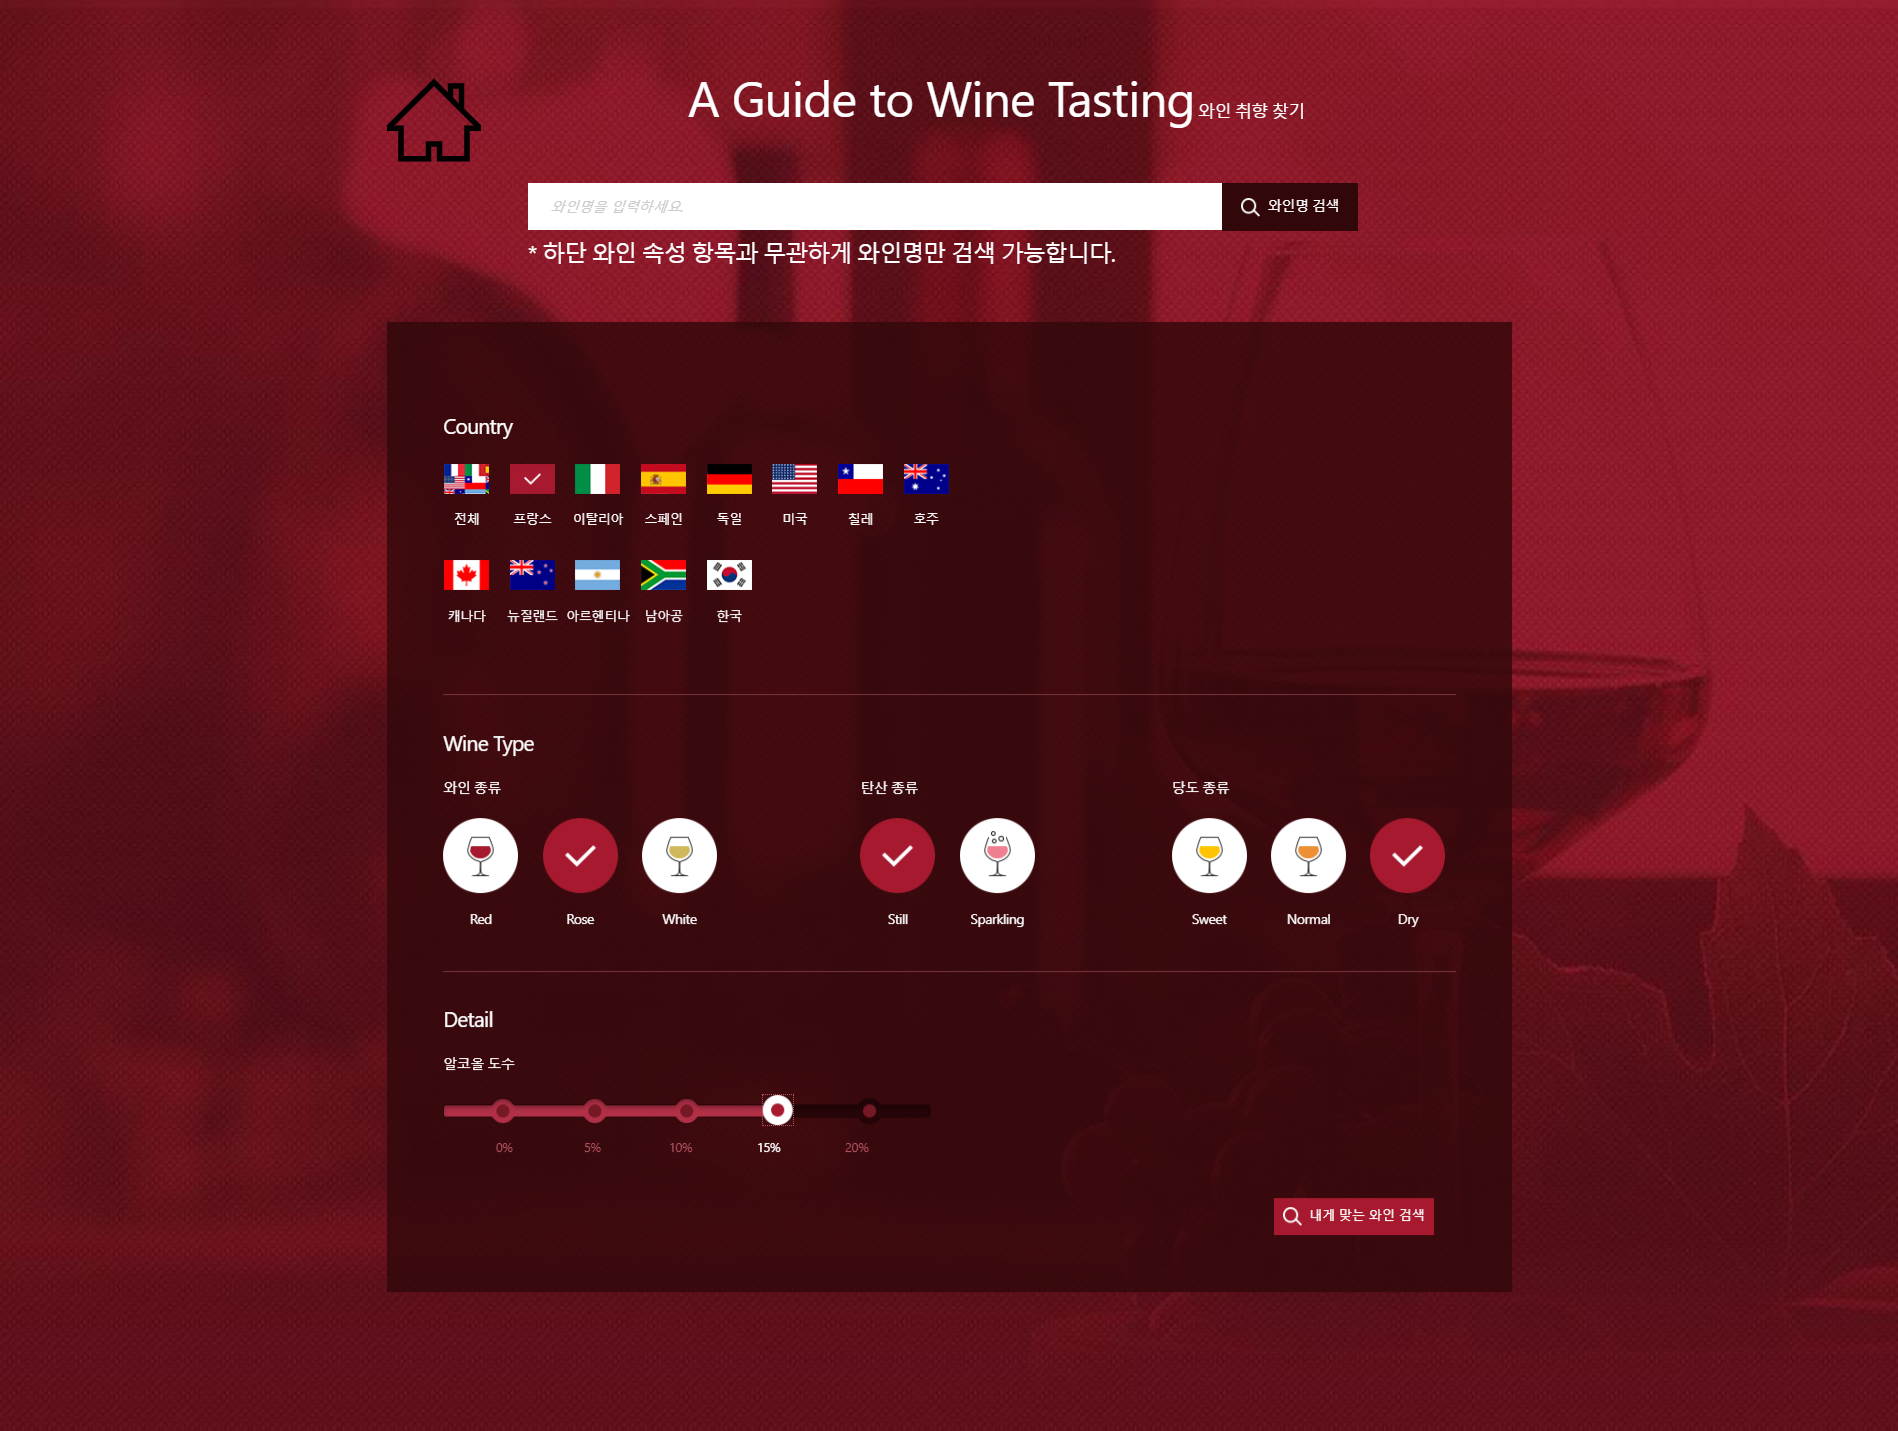 A Guide to Wine Tasting 와인 취향 찾기
와인명을 입력하세요.
와인명 검색
* 하단 와인 속성 항목과 무관하게 와인명만 검색 가능합니다.
Country
전체 프랑스 이탈리아 스페인 독일 미국 칠레 호주
캐나다 뉴질랜드 아르헨티나 남아공 한국
Wine Type
와인 종류 탄산 종류 당도 종류
Red Rose White Still Sparkling Sweet Normal Dry
Detail
알코올 도수
0% 5% 10% 15% 20%
내게 맞는 와인 검색